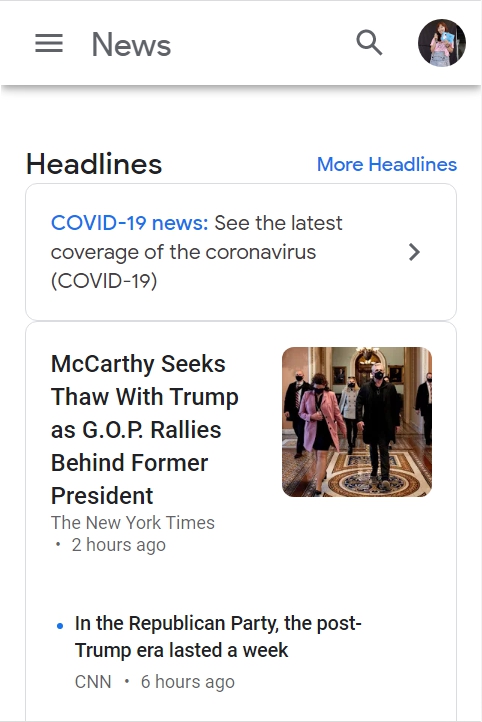 News
Headlines
More Headlines
COVID-19 news: See the latest
coverage of the coronavirus
(COVID-19)
McCarthy Seeks
Thaw With Trump
as G.O.P. Rallies
Behind Former
President
The New York Times
• 2 hours ago
• In the Republican Party, the post-
Trump era lasted a week
CNN • 6 hours ago